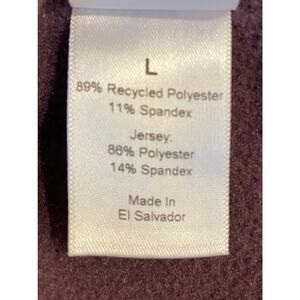 L
89% Recycled Polyester
11% Spandex
Jersey:
86% Polyester
14% Spandex
Made In
El Salvador